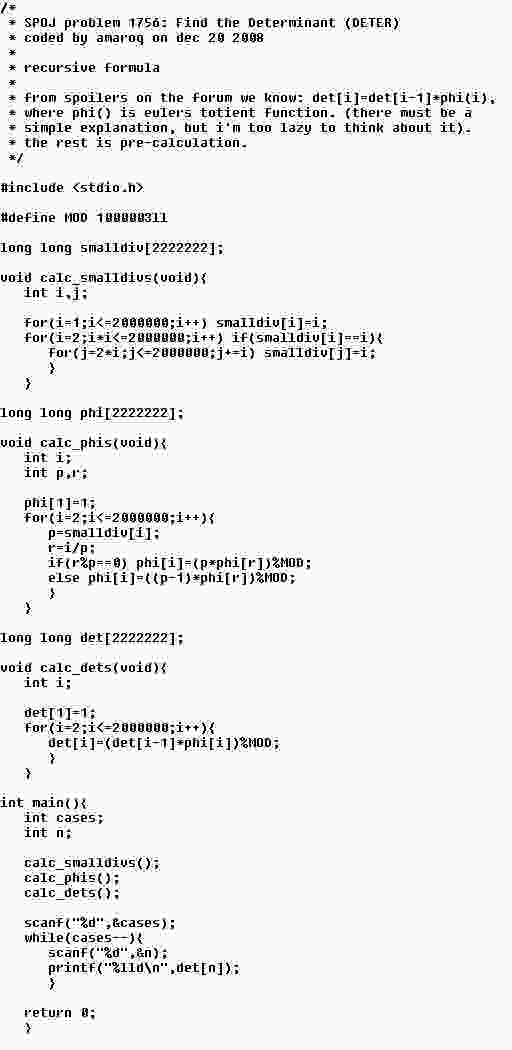 /*
 * SPOJ problem 1756: Find the Determinant (DETER)
 * coded by amaroq on dec 20 2008
 *
 * recursive formula
 *
 * from spoilers on the forum we know: det[i]=det[i-1]*phi(i),
 * where phi() is eulers totient function. (there must be a
 * simple explanation, but i'm too lazy to think about it).
 * the rest is pre-calculation.
 */

#include <stdio.h>

#define MOD 1000003ll

long long smalldiv[2222222];

void calc_smalldivs(void){
   int i,j;

   for(i=1;i<=2000000;i++) smalldiv[i]=i;
   for(i=2;i*i<=2000000;i++) if(smalldiv[i]==i){
      for(j=2*i;j<=2000000;j+=i) smalldiv[j]=i;
      }
   }

long long phi[2222222];

void calc_phis(void){
   int i;
   int p,r;

   phi[1]=1;
   for(i=2;i<=2000000;i++){
      p=smalldiv[i];
      r=i/p;
      if(r%p==0) phi[i]=(p*phi[r])%MOD;
      else phi[i]=((p-1)*phi[r])%MOD;
      }
   }

long long det[2222222];

void calc_dets(void){
   int i;

   det[1]=1;
   for(i=2;i<=2000000;i++){
      det[i]=(det[i-1]*phi[i])%MOD;
      }
   }

int main(){
   int cases;
   int n;

   calc_smalldivs();
   calc_phis();
   calc_dets();

   scanf("%d",&cases);
   while(cases--){
      scanf("%d",&n);
      printf("%lld\n",det[n]);
      }

   return 0;
   }